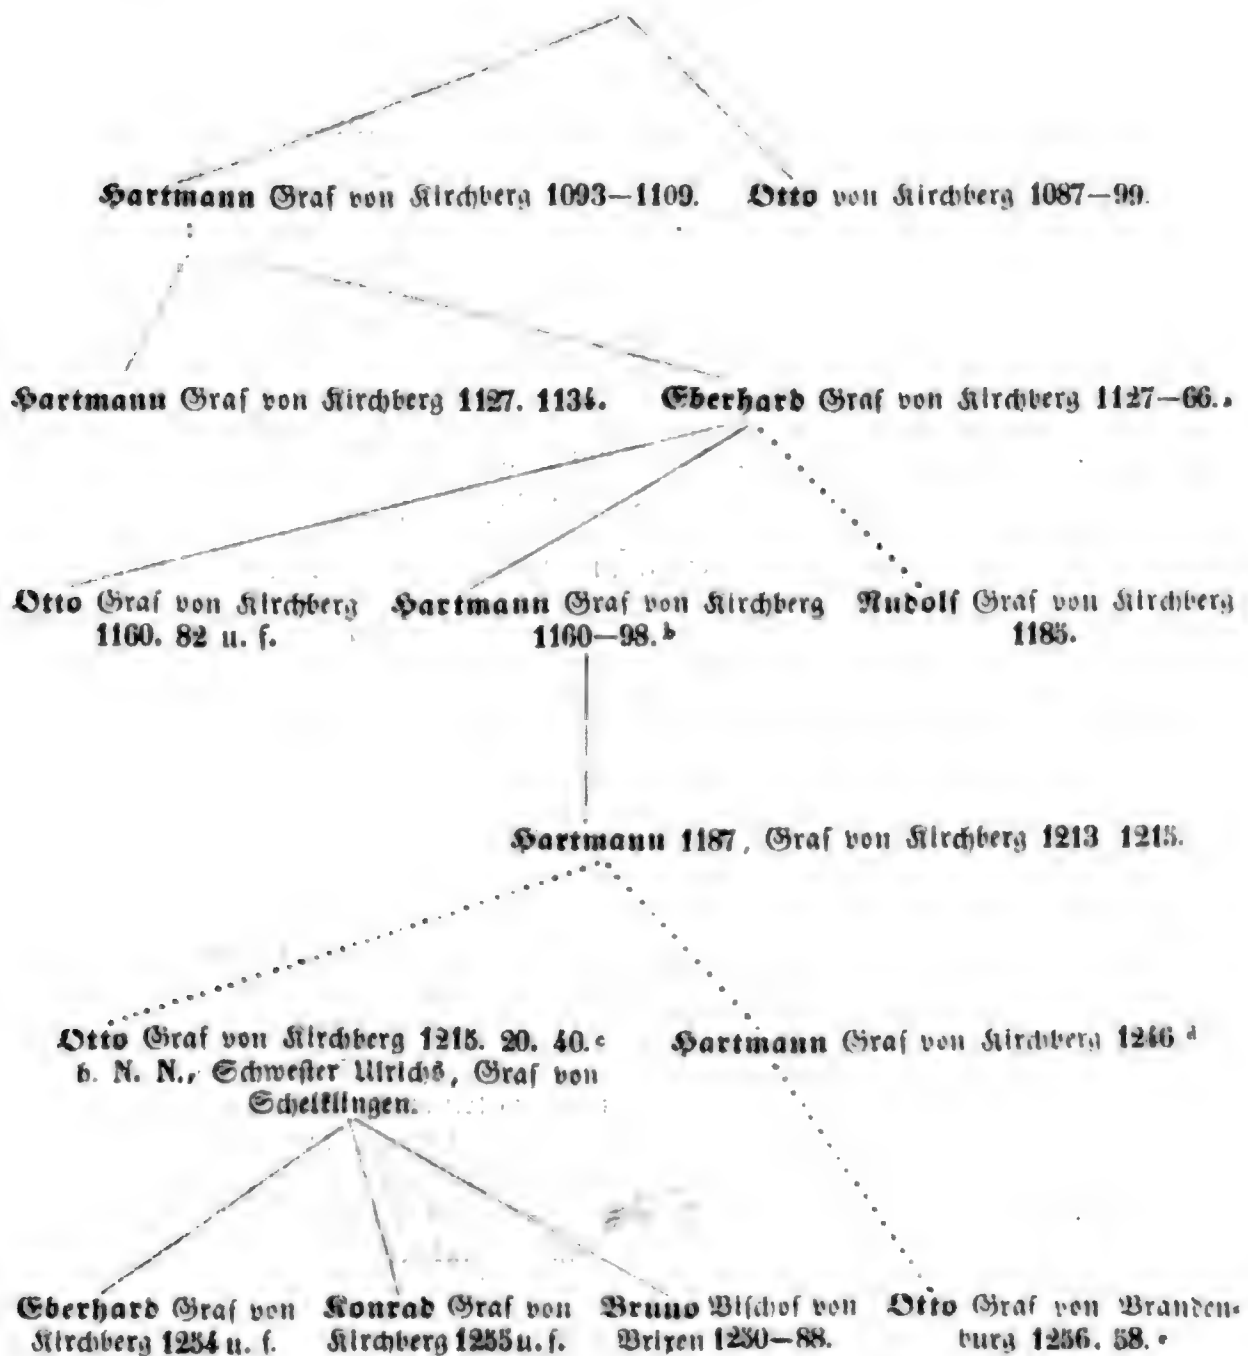 Hartmann Graf von Kirchberg 1093—1109. Otto von Kirchberg 1087—99.
Hartmann Graf von Kirchberg 1127. 1134. Eberhard Graf von Kirchberg 1127—66.a
Otto Graf von Kirchberg Hartmann Graf von Kirchberg Rudolf Graf von Kirchberg
1160. 82 u. f. 1160—98.b 1185.
Hartmann 1187, Graf von Kirchberg 1213 1215.
Otto Graf von Kirchberg 1215. 20. 40.c Hartmann Graf von Kirchberg 1246 d
h. N. N., Schwester Ulrichs, Graf von
Schelklingen.
Eberhard Graf von Konrad Graf von Bruno Bischof von Otto Graf von Branden-
Kirchberg 1254 u. f. Kirchberg 1255 u. f. Brixen 1250—88. burg 1256. 58.e